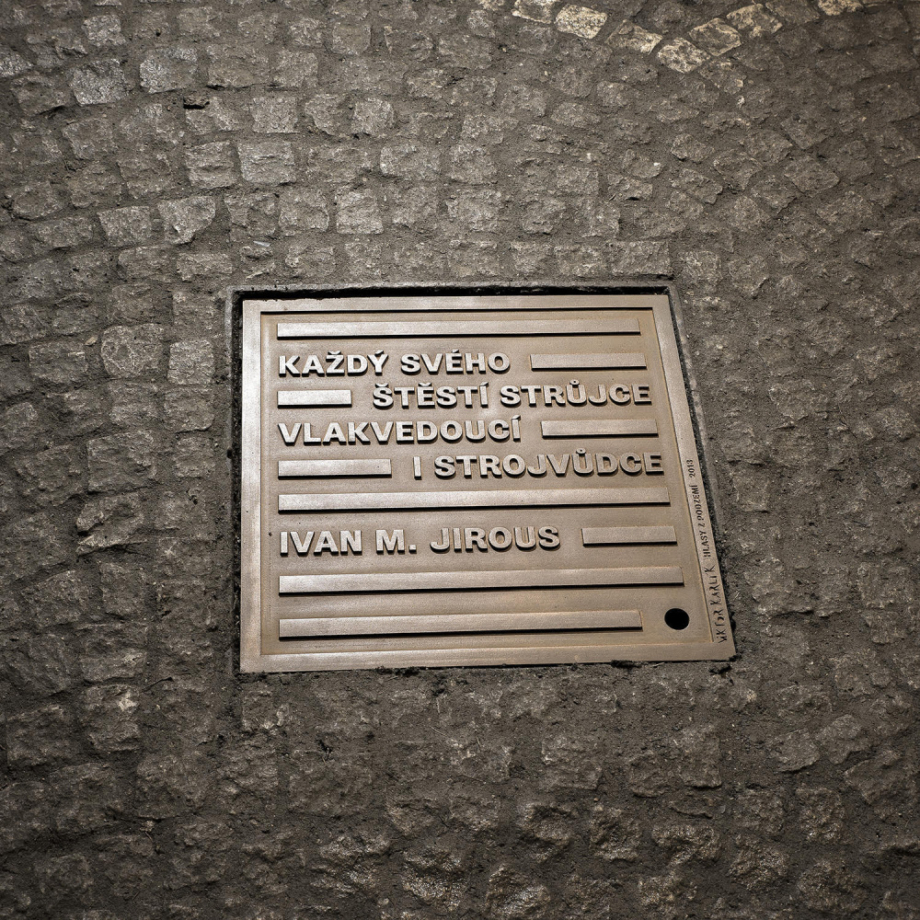 KAŽDÝ SVÉHO
ŠTĚSTÍ STRŮJCE
VLAKVEDOUCÍ
I STROJVŮDCE
IVAN M. JIROUS
VIKTOR KARLÍK HLASY Z PODZEMÍ 2013